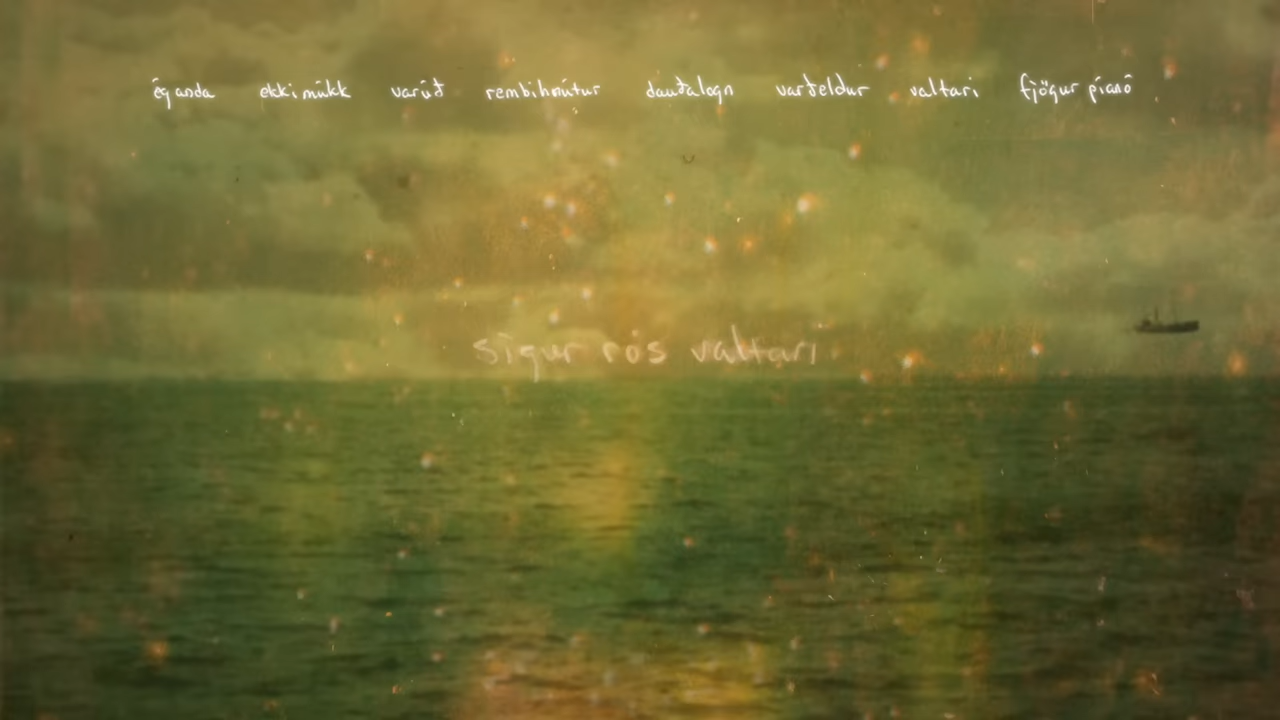 ég anda ekki múkk varúð rembihnútur dauðalogn varðeldur valtari fjögur píanó
sigur rós valtari